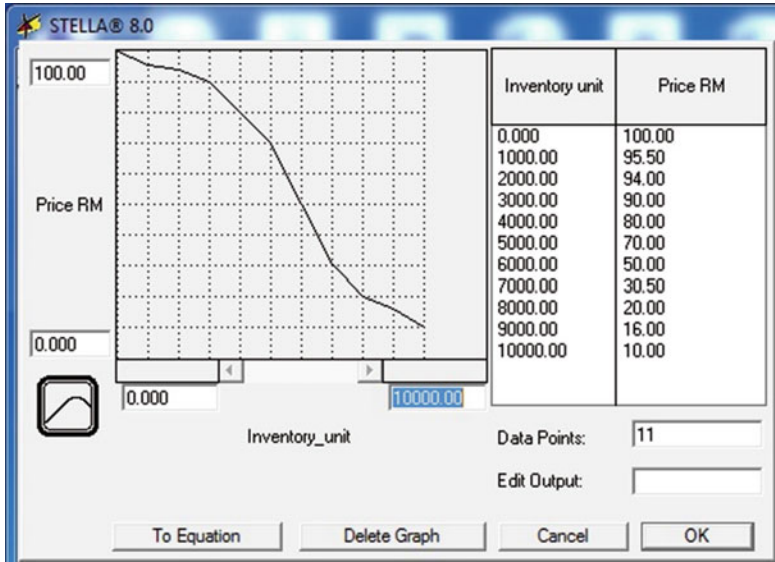 STELLA® 8.0
100.00
Price RM
0.000
0.000
10000.00
Inventory_unit
Inventory unit Price RM
0.000 100.00
1000.00 95.50
2000.00 94.00
3000.00 90.00
4000.00 80.00
5000.00 70.00
6000.00 50.00
7000.00 30.50
8000.00 20.00
9000.00 16.00
10000.00 10.00
Data Points: 11
Edit Output:
To Equation Delete Graph Cancel OK